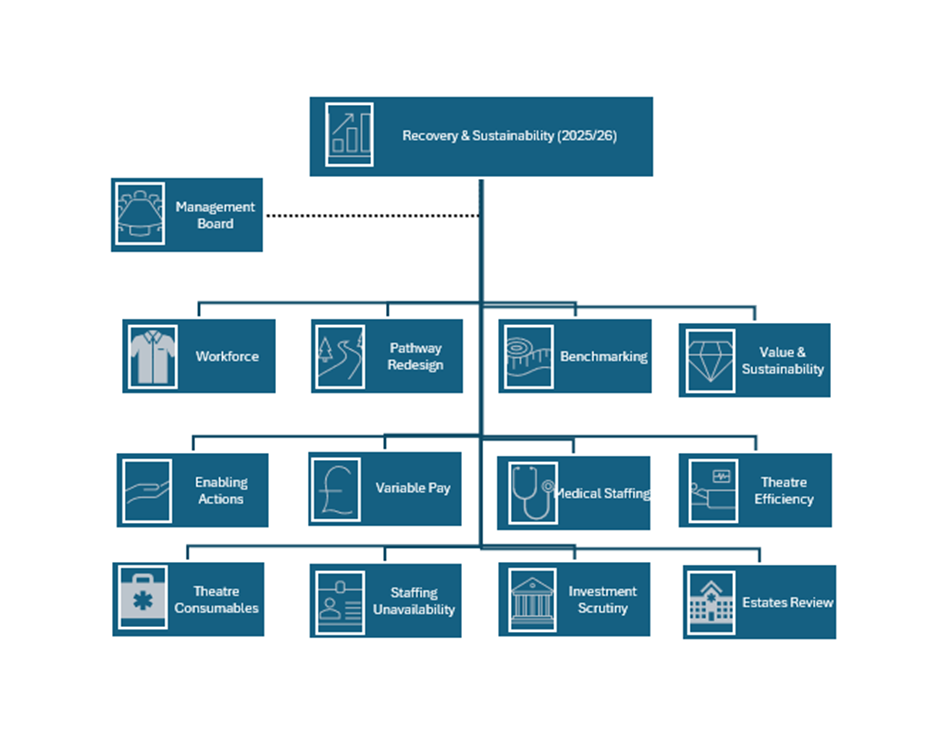 Recovery & Sustainability (2025/26)
Management
Board
Workforce
Pathway
Redesign
Benchmarking
Value &
Sustainability
Enabling
Actions
£
Variable Pay
Medical Staffing
Theatre
Efficiency
Theatre
Consumables
Staffing
Unavailability
Investment
Scrutiny
Estates Review